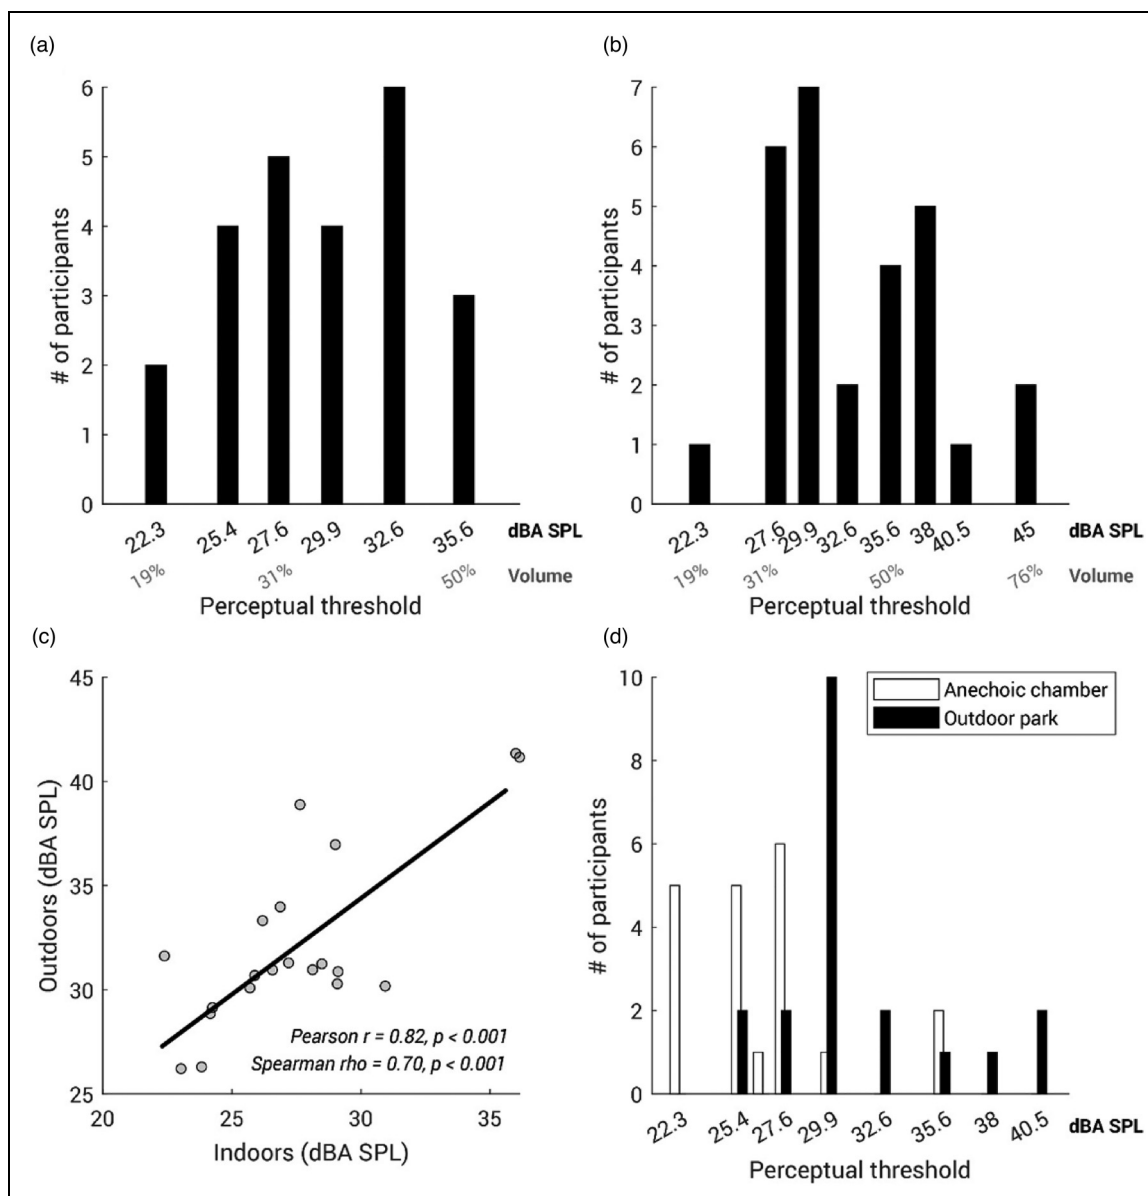 (a)
6
5
4
3
2
1
0
# of participants
22.3 25.4 27.6 29.9 32.6 35.6 dBA SPL
19% 31% 50% Volume
Perceptual threshold
(b)
7
6
5
4
3
2
1
0
# of participants
22.3 27.6 29.9 32.6 35.6 38 40.5 45 dBA SPL
19% 31% 50% 76% Volume
Perceptual threshold
(c)
45
40
35
30
25
Outdoors (dBA SPL)
Pearson r = 0.82, p < 0.001
Spearman rho = 0.70, p < 0.001
20 25 30 35
Indoors (dBA SPL)
(d)
10
8
6
4
2
0
# of participants
Anechoic chamber
Outdoor park
22.3 25.4 27.6 29.9 32.6 35.6 38 40.5 dBA SPL
Perceptual threshold